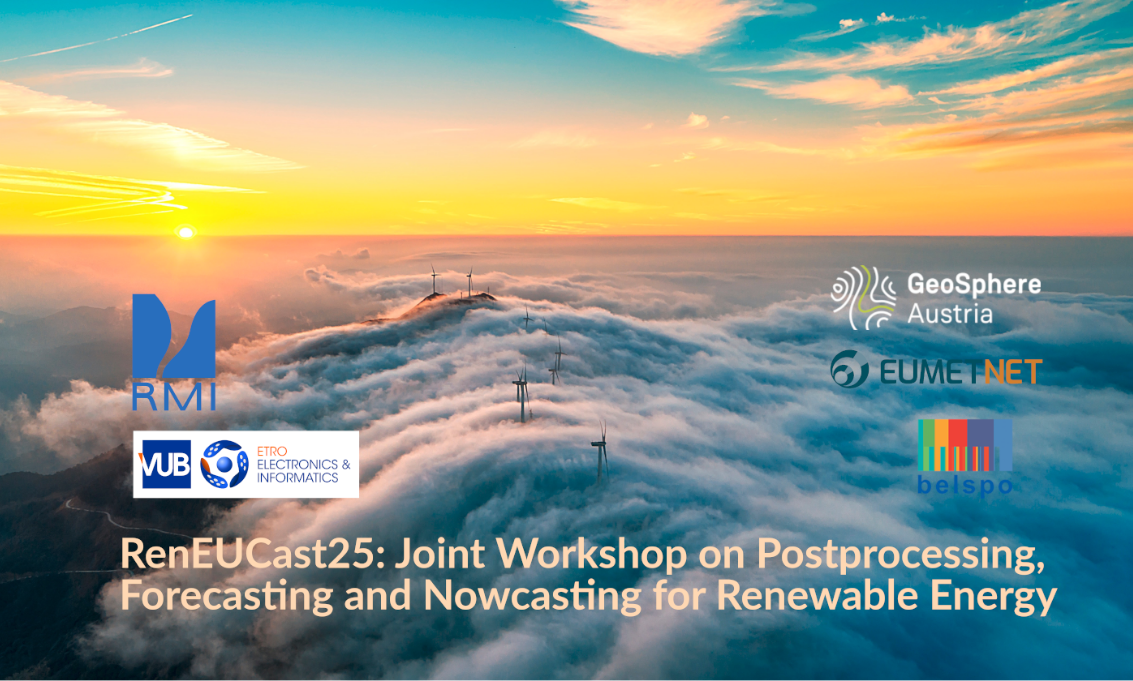 GeoSphere
Austria
RMI
EUMETNET
VUB
ETRO
ELECTRONICS &
INFORMATICS
belspo
RenEUCast25: Joint Workshop on Postprocessing,
Forecasting and Nowcasting for Renewable Energy